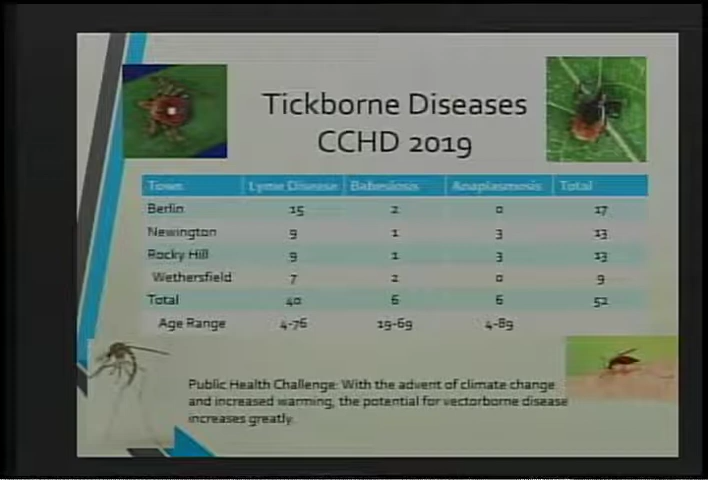 Tickborne Diseases
CCHD 2019
Town Lyme Disease Babesiosis Anaplasmosis Total
Berlin 15 2 0 17
Newington 9 1 3 13
Rocky Hill 9 1 3 13
Wethersfield 7 2 0 9
Total 40 6 6 52
Age Range 4-76 19-69 4-89
Public Health Challenge: With the advent of climate change
and increased warming, the potential for vectorborne disease
increases greatly.